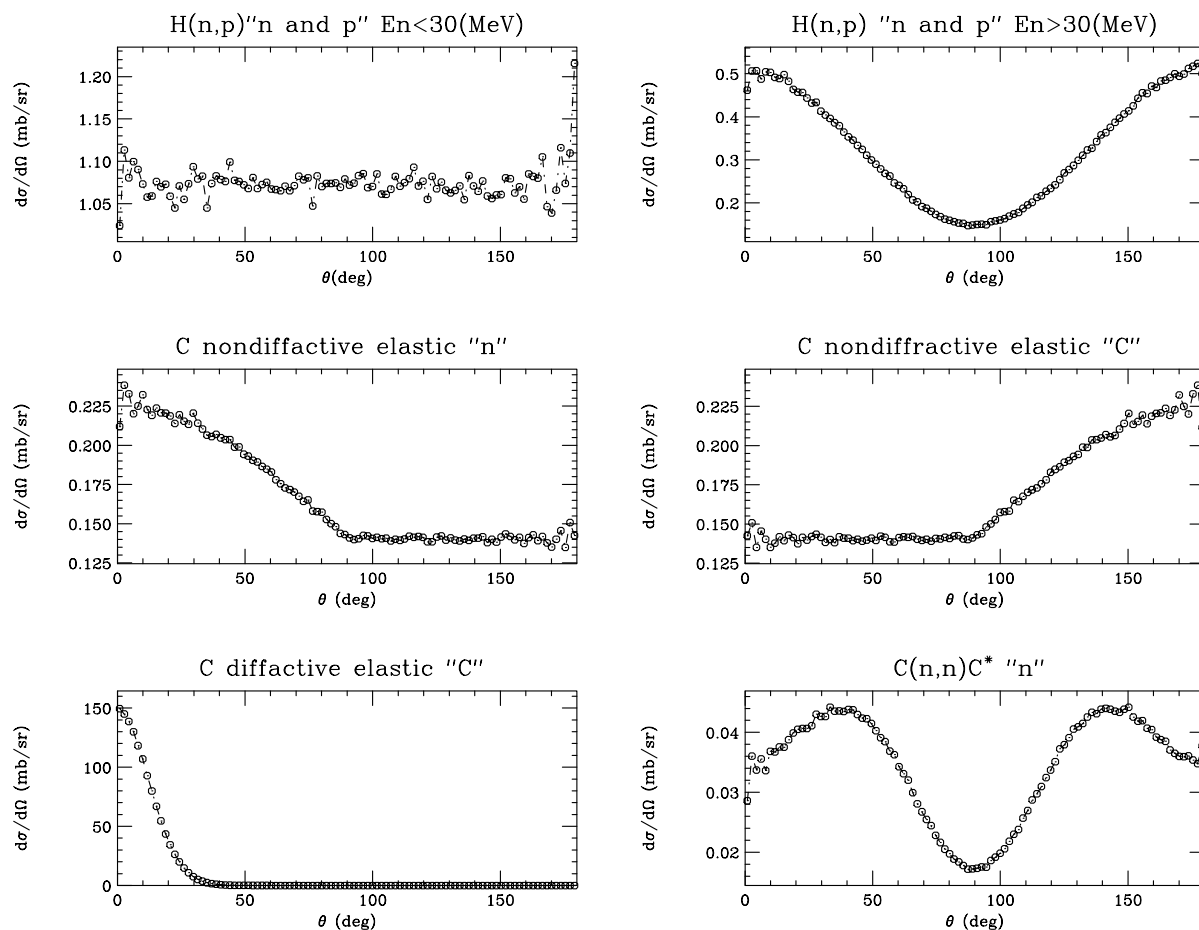 H(n,p)"n and p" En<30(MeV)
dσ/dΩ (mb/sr)
1.20
1.15
1.10
1.05
0 50 100 150
θ(deg)
H(n,p) "n and p" En>30(MeV)
dσ/dΩ (mb/sr)
0.5
0.4
0.3
0.2
0 50 100 150
θ (deg)
C nondiffactive elastic "n"
dσ/dΩ (mb/sr)
0.225
0.200
0.175
0.150
0.125
0 50 100 150
θ (deg)
C nondiffractive elastic "C"
dσ/dΩ (mb/sr)
0.225
0.200
0.175
0.150
0.125
0 50 100 150
θ (deg)
C diffactive elastic "C"
dσ/dΩ (mb/sr)
150
100
50
0
0 50 100 150
θ (deg)
C(n,n)C* "n"
dσ/dΩ (mb/sr)
0.04
0.03
0.02
0 50 100 150
θ (deg)